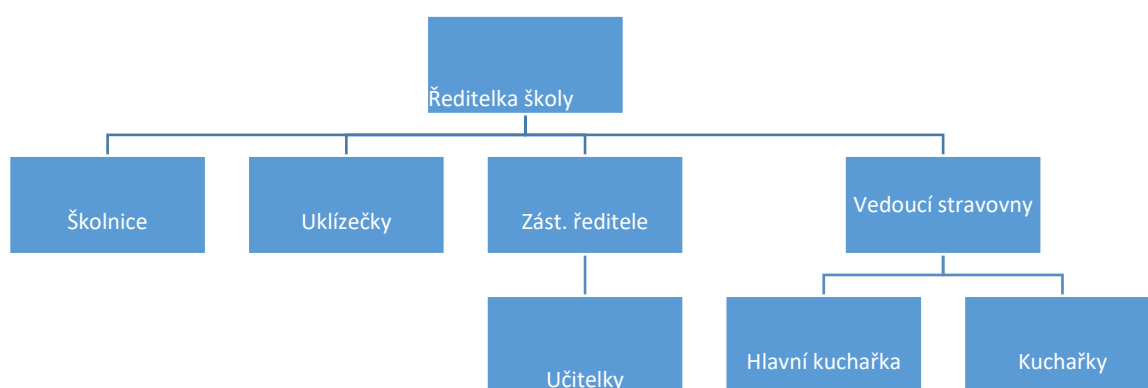 Ředitelka školy
Školnice
Uklízečky
Zást. ředitele
Vedoucí stravovny
Učitelky
Hlavní kuchařka
Kuchařky